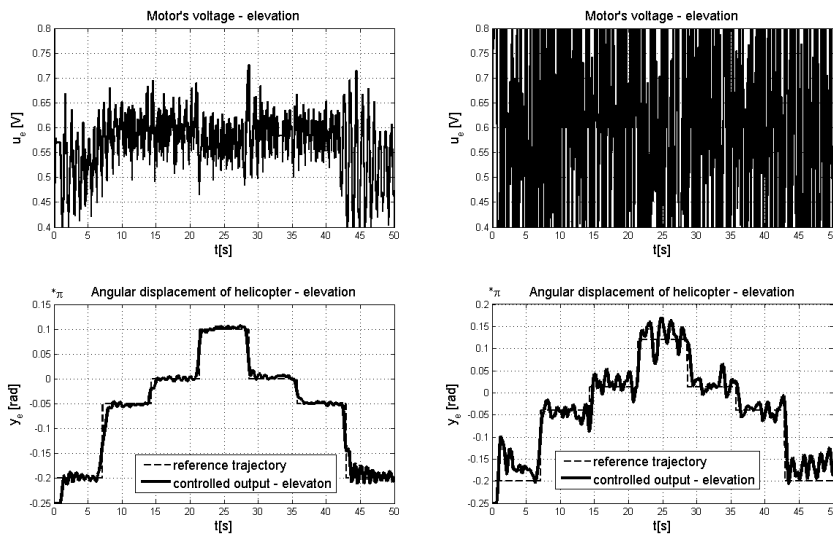 Motor's voltage - elevation
0.8
0.75
0.7
0.65
0.6
0.55
0.5
0.45
0.4
u_e [V]
0 5 10 15 20 25 30 35 40 45 50
t[s]
Motor's voltage - elevation
0.8
0.75
0.7
0.65
0.6
0.55
0.5
0.45
0.4
u_e [V]
0 5 10 15 20 25 30 35 40 45 50
t[s]
*π Angular displacement of helicopter - elevation
0.15
0.1
0.05
0
-0.05
-0.1
-0.15
-0.2
-0.25
y_e [rad]
reference trajectory
controlled output - elevaton
0 5 10 15 20 25 30 35 40 45 50
t[s]
*π Angular displacement of helicopter - elevation
0.2
0.15
0.1
0.05
0
-0.05
-0.1
-0.15
-0.2
-0.25
y_e [rad]
reference trajectory
controlled output - elevation
0 5 10 15 20 25 30 35 40 45 50
t[s]